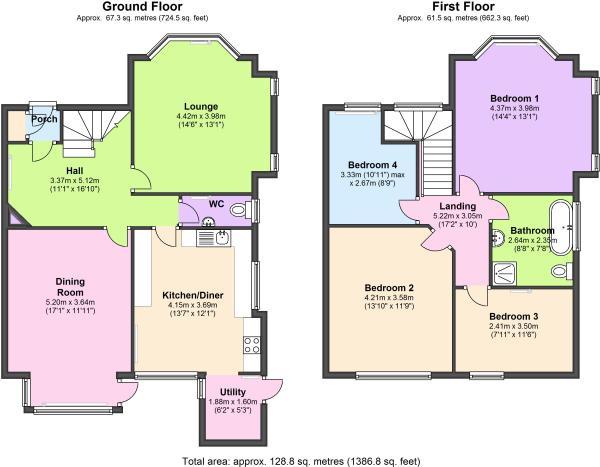 Ground Floor
Approx. 67.3 sq. metres (724.5 sq. feet)
Lounge
4.42m x 3.98m
(14'6" x 13'1")
Porch
Hall
3.37m x 5.12m
(11'1" x 16'10")
WC
Dining
Room
5.20m x 3.64m
(17'1" x 11'11")
Kitchen/Diner
4.15m x 3.69m
(13'7" x 12'1")
Utility
1.88m x 1.60m
(6'2" x 5'3")
First Floor
Approx. 61.5 sq. metres (662.3 sq. feet)
Bedroom 1
4.37m x 3.98m
(14'4" x 13'1")
Bedroom 4
3.33m (10'11") max
x 2.67m (8'9")
Landing
5.22m x 3.05m
(17'2" x 10')
Bathroom
2.64m x 2.35m
(8'8" x 7'8")
Bedroom 2
4.21m x 3.58m
(13'10" x 11'9")
Bedroom 3
2.41m x 3.50m
(7'11" x 11'6")
Total area: approx. 128.8 sq. metres (1386.8 sq. feet)